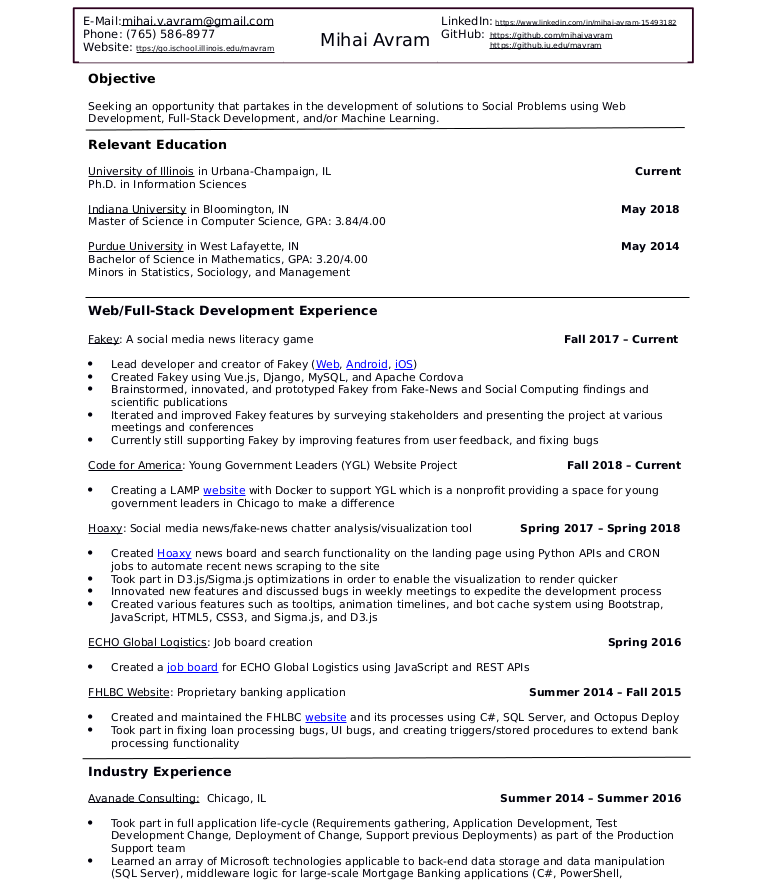 E-Mail:mihai.v.avram@gmail.com
Phone: (765) 586-8977
Website: ttps://go.ischool.illinois.edu/mavram
Mihai Avram
LinkedIn: https://www.linkedin.com/in/mihai-avram-15493182
GitHub: https://github.com/mihaivavram
https://github.iu.edu/mavram
Objective
Seeking an opportunity that partakes in the development of solutions to Social Problems using Web
Development, Full-Stack Development, and/or Machine Learning.
Relevant Education
University of Illinois in Urbana-Champaign, IL Current
Ph.D. in Information Sciences
Indiana University in Bloomington, IN May 2018
Master of Science in Computer Science, GPA: 3.84/4.00
Purdue University in West Lafayette, IN May 2014
Bachelor of Science in Mathematics, GPA: 3.20/4.00
Minors in Statistics, Sociology, and Management
Web/Full-Stack Development Experience
Fakey: A social media news literacy game Fall 2017 – Current
• Lead developer and creator of Fakey (Web, Android, iOS)
• Created Fakey using Vue.js, Django, MySQL, and Apache Cordova
• Brainstormed, innovated, and prototyped Fakey from Fake-News and Social Computing findings and
scientific publications
• Iterated and improved Fakey features by surveying stakeholders and presenting the project at various
meetings and conferences
• Currently still supporting Fakey by improving features from user feedback, and fixing bugs
Code for America: Young Government Leaders (YGL) Website Project Fall 2018 – Current
• Creating a LAMP website with Docker to support YGL which is a nonprofit providing a space for young
government leaders in Chicago to make a difference
Hoaxy: Social media news/fake-news chatter analysis/visualization tool Spring 2017 – Spring 2018
• Created Hoaxy news board and search functionality on the landing page using Python APIs and CRON
jobs to automate recent news scraping to the site
• Took part in D3.js/Sigma.js optimizations in order to enable the visualization to render quicker
• Innovated new features and discussed bugs in weekly meetings to expedite the development process
• Created various features such as tooltips, animation timelines, and bot cache system using Bootstrap,
JavaScript, HTML5, CSS3, and Sigma.js, and D3.js
ECHO Global Logistics: Job board creation Spring 2016
• Created a job board for ECHO Global Logistics using JavaScript and REST APIs
FHLBC Website: Proprietary banking application Summer 2014 – Fall 2015
• Created and maintained the FHLBC website and its processes using C#, SQL Server, and Octopus Deploy
• Took part in fixing loan processing bugs, UI bugs, and creating triggers/stored procedures to extend bank
processing functionality
Industry Experience
Avanade Consulting: Chicago, IL Summer 2014 – Summer 2016
• Took part in full application life-cycle (Requirements gathering, Application Development, Test
Development Change, Deployment of Change, Support previous Deployments) as part of the Production
Support team
• Learned an array of Microsoft technologies applicable to back-end data storage and data manipulation
(SQL Server), middleware logic for large-scale Mortgage Banking applications (C#, PowerShell,